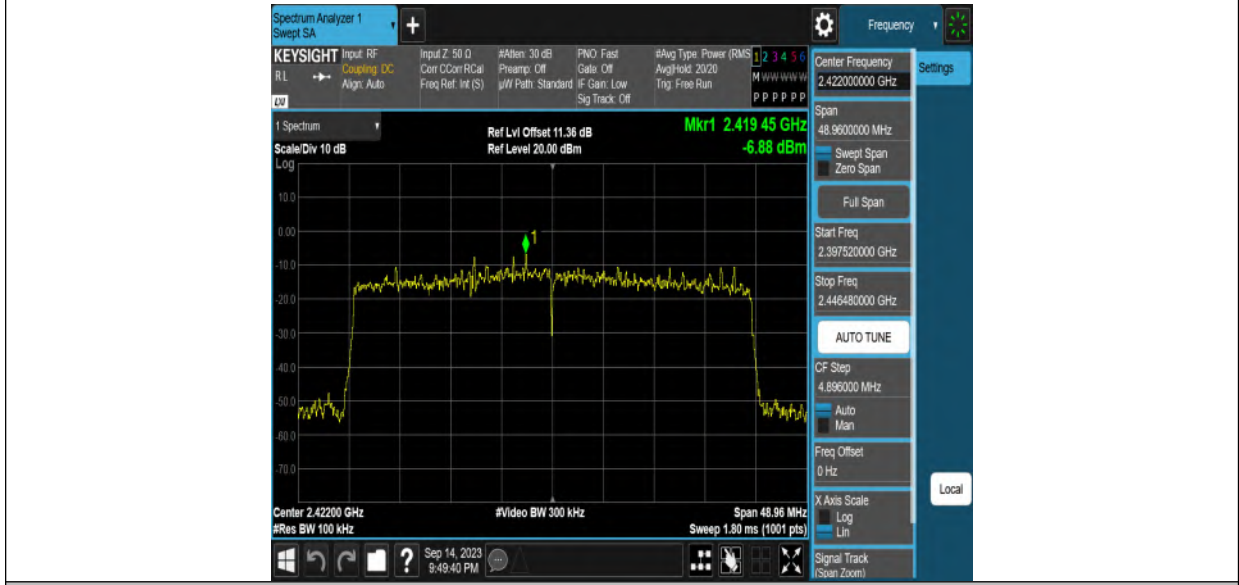 Spectrum Analyzer 1
Swept SA
+
Frequency
KEYSIGHT
RL
LXI
Input: RF
Coupling: DC
Align: Auto
Input Z: 50 Ω
Corr CCorr RCal
Freq Ref: Int (S)
#Atten: 30 dB
Preamp: Off
µW Path: Standard
PNO: Fast
Gate: Off
IF Gain: Low
Sig Track: Off
#Avg Type: Power (RMS
Avg|Hold: 20/20
Trig: Free Run
1 2 3 4 5 6
M W W W W W
P P P P P P
1 Spectrum
Scale/Div 10 dB
Ref Lvl Offset 11.36 dB
Ref Level 20.00 dBm
Mkr1 2.419 45 GHz
-6.88 dBm
Log
10.0
0.00
-10.0
-20.0
-30.0
-40.0
-50.0
-60.0
-70.0
1
Center 2.42200 GHz
#Res BW 100 kHz
#Video BW 300 kHz
Span 48.96 MHz
Sweep 1.80 ms (1001 pts)
Sep 14, 2023
9:49:40 PM
?
Center Frequency
2.422000000 GHz
Settings
Span
48.9600000 MHz
Swept Span
Zero Span
Full Span
Start Freq
2.397520000 GHz
Stop Freq
2.446480000 GHz
AUTO TUNE
CF Step
4.896000 MHz
Auto
Man
Freq Offset
0 Hz
X Axis Scale
Log
Lin
Local
Signal Track
(Span Zoom)